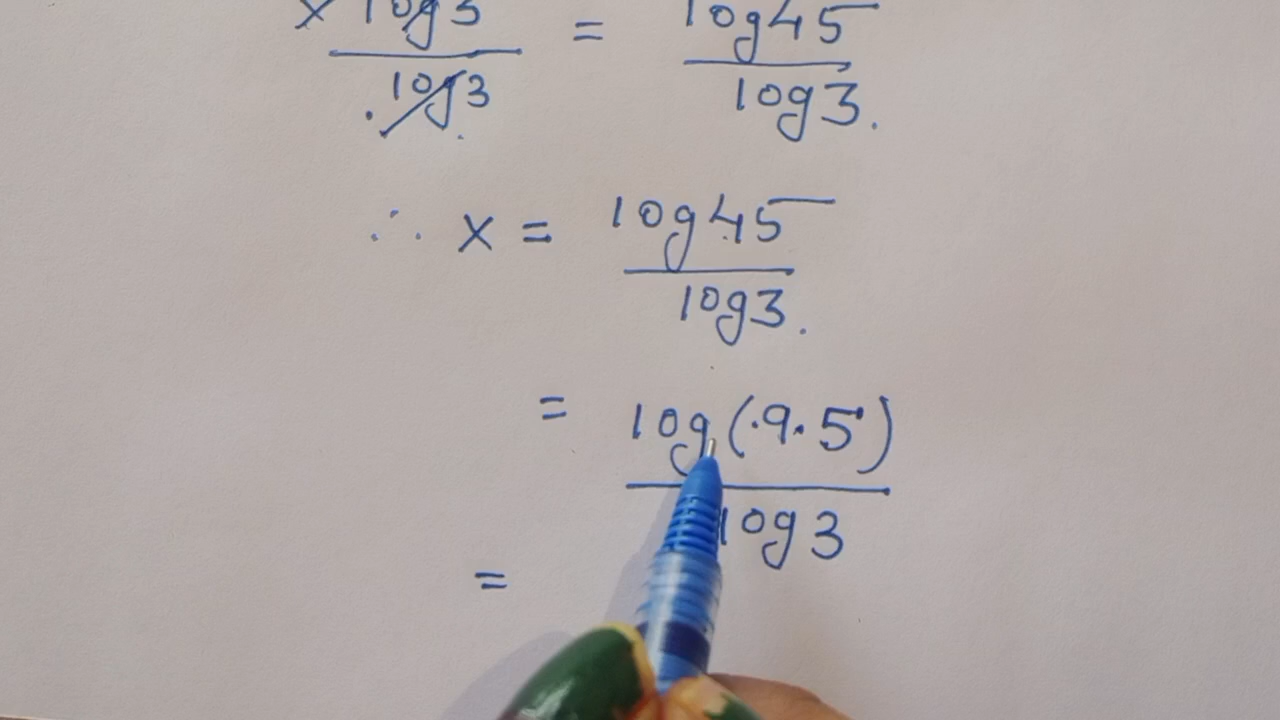 x log3 / log3 = log45 / log3.
∴ x = log45 / log3.
= log(·9·5) / log3
=